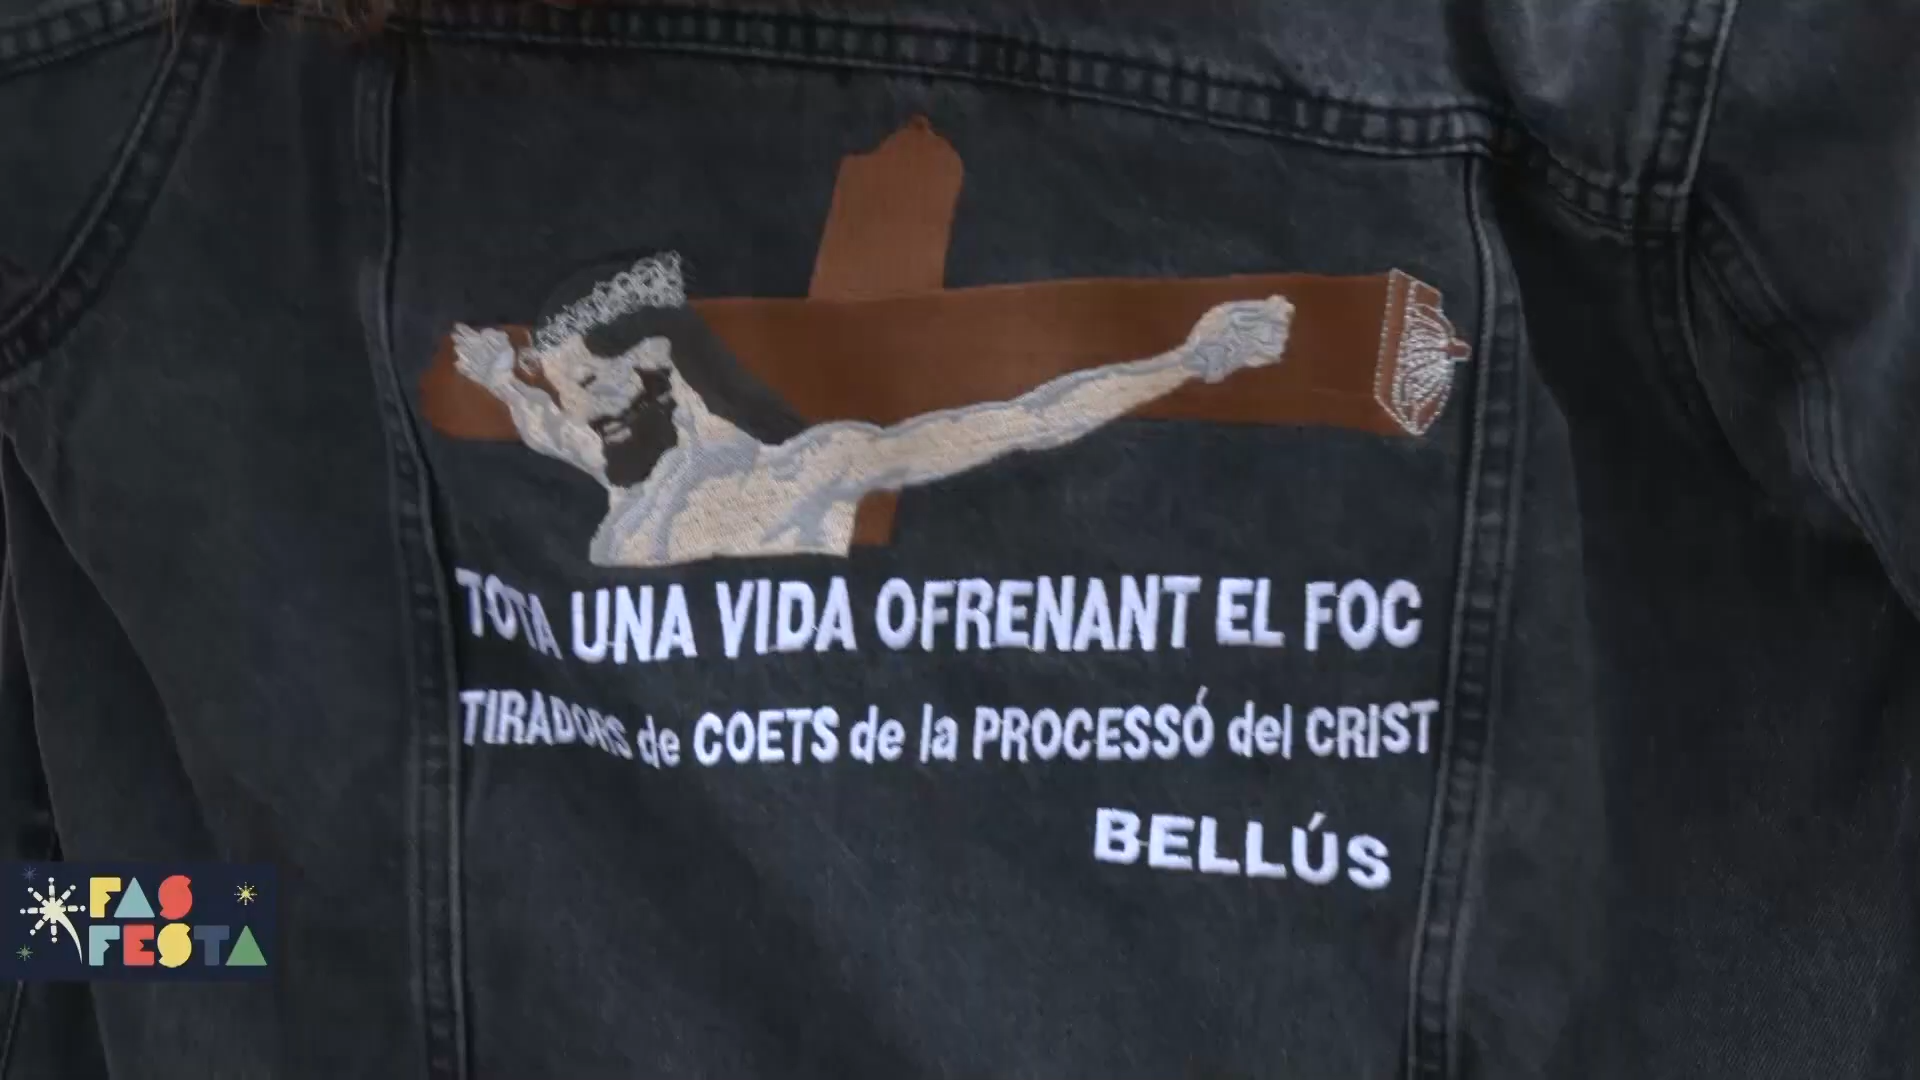 TOTA UNA VIDA OFRENANT EL FOC
TIRADORS de COETS de la PROCESSÓ del CRIST
BELLÚS
FAS
FESTA